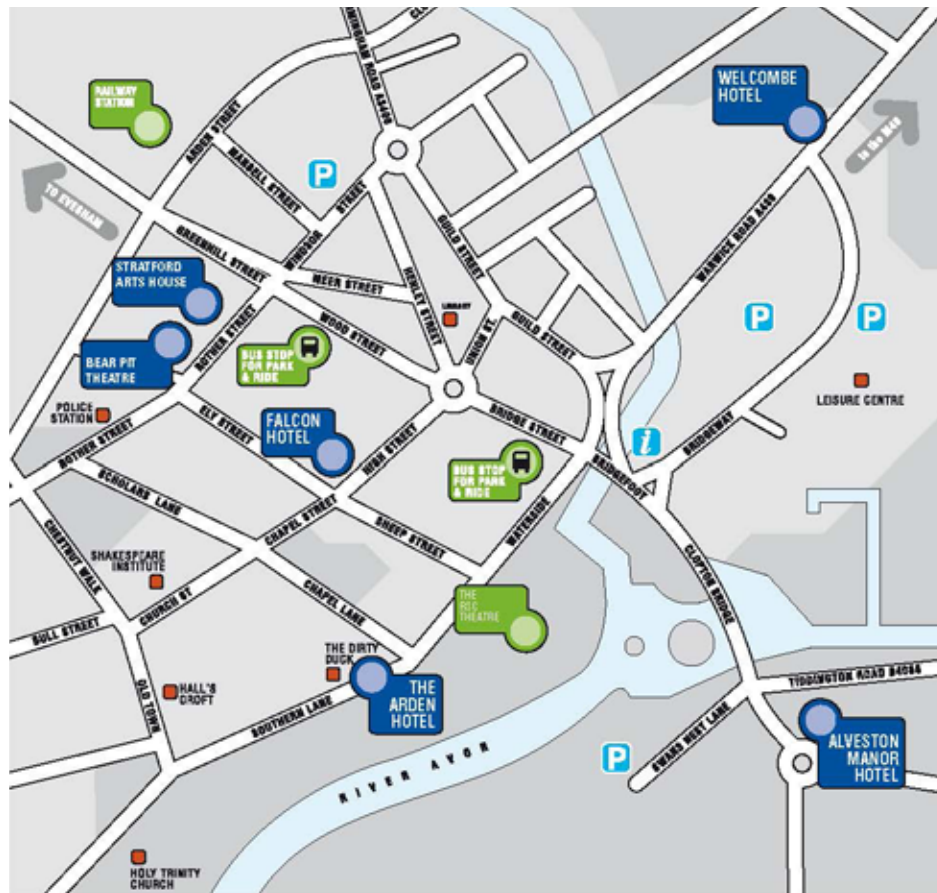 RAILWAY
STATION
ARDEN STREET
WELCOMBE
HOTEL
TO EVESHAM
MANSELL STREET
P
WINDSOR STREET
GREENHILL STREET
MEER STREET
HENLEY STREET
GUILD STREET
WARWICK ROAD
STRATFORD
ARTS HOUSE
LIBRARY
P
P
ROTHER STREET
WOOD STREET
UNION ST.
GUILD STREET
BEAR PIT
THEATRE
BUS STOP
FOR PARK
& RIDE
POLICE
STATION
LEISURE CENTRE
ELY STREET
FALCON
HOTEL
HIGH STREET
BRIDGE STREET
i
BRIDGEWAY
BRIDGEFOOT
ROTHER STREET
BUS STOP
FOR PARK
& RIDE
SCHOLARS LANE
CHAPEL STREET
SHEEP STREET
WATERSIDE
CHESTNUT WALK
SHAKESPEARE
INSTITUTE
CLOPTON BRIDGE
CHURCH ST
CHAPEL LANE
THE
RSC
THEATRE
BULL STREET
THE DIRTY
DUCK
OLD TOWN
HALL'S
CROFT
SOUTHERN LANE
THE
ARDEN
HOTEL
TIDDINGTON ROAD
SWANS NEST LANE
RIVER AVON
P
ALVESTON
MANOR
HOTEL
HOLY TRINITY
CHURCH